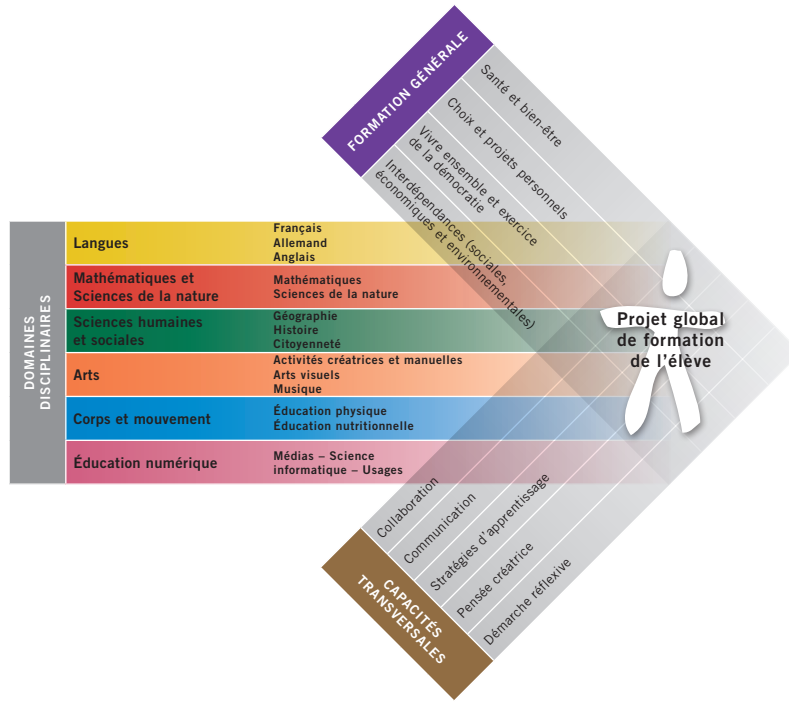 FORMATION GÉNÉRALE
Santé et bien-être
Choix et projets personnels
Vivre ensemble et exercice
de la démocratie
Interdépendances (sociales,
économiques et environnementales)
DOMAINES
DISCIPLINAIRES
Langues
Français
Allemand
Anglais
Mathématiques et
Sciences de la nature
Mathématiques
Sciences de la nature
Sciences humaines
et sociales
Géographie
Histoire
Citoyenneté
Arts
Activités créatrices et manuelles
Arts visuels
Musique
Corps et mouvement
Éducation physique
Éducation nutritionnelle
Éducation numérique
Médias – Science
informatique – Usages
Projet global
de formation
de l’élève
Collaboration
Communication
Stratégies d’apprentissage
Pensée créatrice
Démarche réflexive
CAPACITÉS
TRANSVERSALES